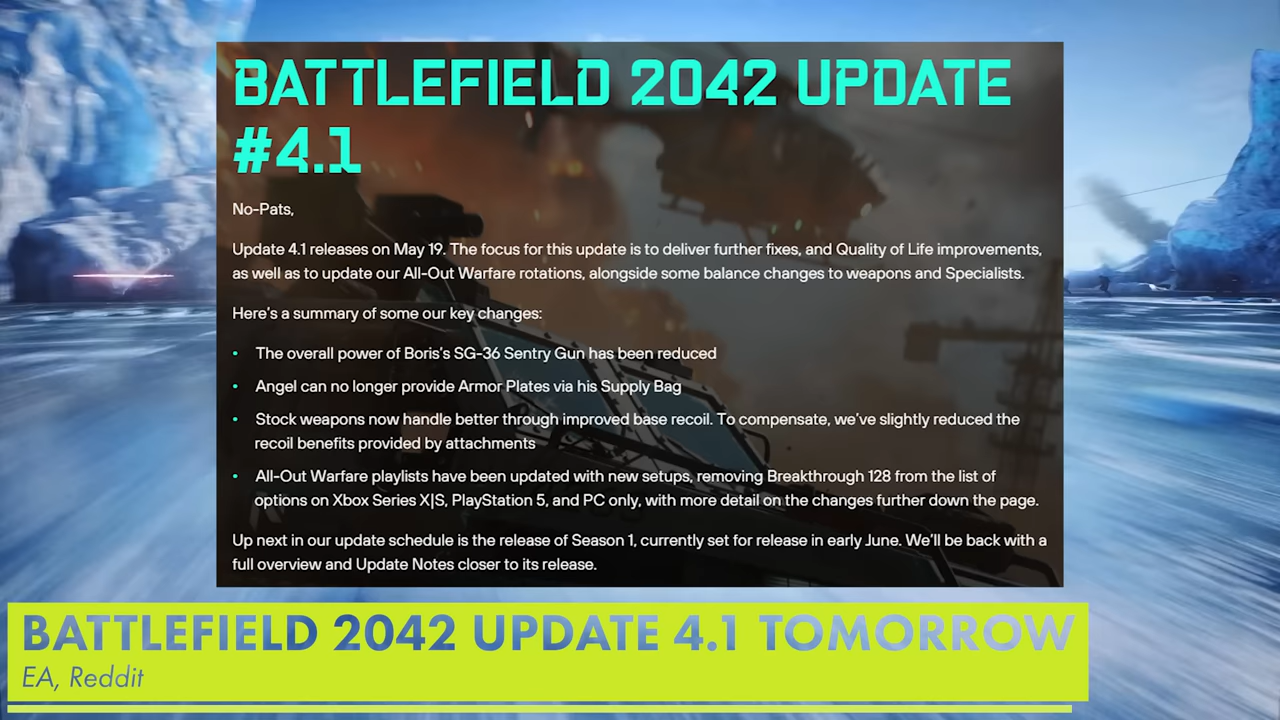 BATTLEFIELD 2042 UPDATE
#4.1
No-Pats,
Update 4.1 releases on May 19. The focus for this update is to deliver further fixes, and Quality of Life improvements,
as well as to update our All-Out Warfare rotations, alongside some balance changes to weapons and Specialists.
Here's a summary of some our key changes:
• The overall power of Boris's SG-36 Sentry Gun has been reduced
• Angel can no longer provide Armor Plates via his Supply Bag
• Stock weapons now handle better through improved base recoil. To compensate, we've slightly reduced the
recoil benefits provided by attachments
• All-Out Warfare playlists have been updated with new setups, removing Breakthrough 128 from the list of
options on Xbox Series X|S, PlayStation 5, and PC only, with more detail on the changes further down the page.
Up next in our update schedule is the release of Season 1, currently set for release in early June. We'll be back with a
full overview and Update Notes closer to its release.
BATTLEFIELD 2042 UPDATE 4.1 TOMORROW
EA, Reddit